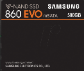 V-NAND SSD
SAMSUNG
860 EVO
500GB